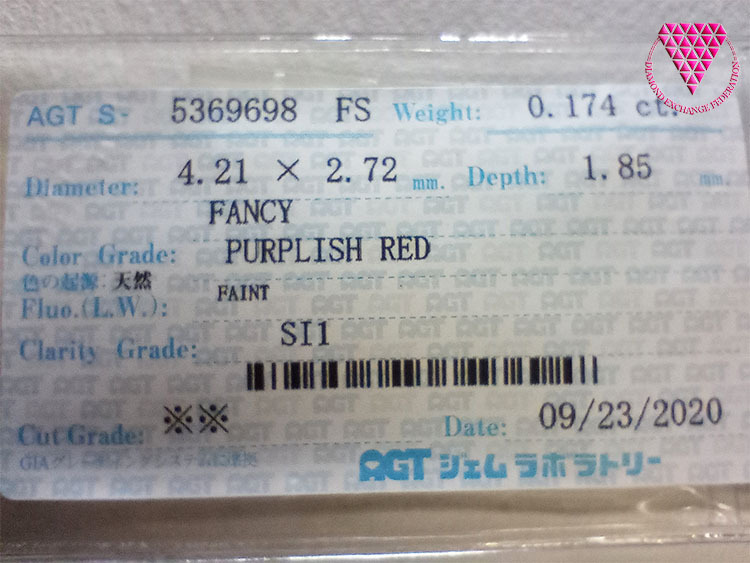 DIAMOND EXCHANGE FEDERATION
AGT S- 5369698 FS Weight: 0.174 ct.
Diameter: 4.21 × 2.72 mm. Depth: 1.85 mm.
FANCY
Color Grade: PURPLISH RED
色の起源: 天然
Fluo.(L.W.): FAINT
Clarity Grade: SI1
Cut Grade: ※※ Date: 09/23/2020
AGT ジェムラボラトリー